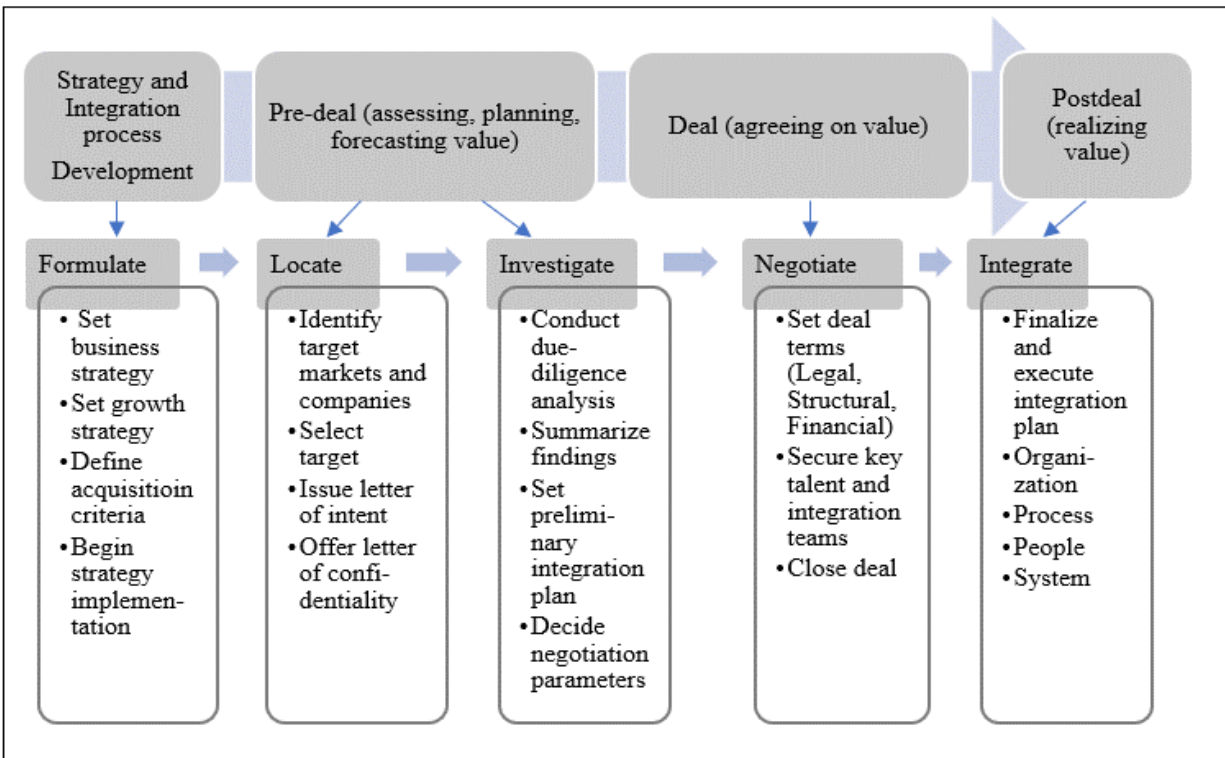 Strategy and
Integration
process
Development
Pre-deal (assessing, planning,
forecasting value)
Deal (agreeing on value)
Postdeal
(realizing
value)
Formulate
Locate
Investigate
Negotiate
Integrate
• Set
business
strategy
• Set growth
strategy
• Define
acquisitioin
criteria
• Begin
strategy
implemen-
tation
• Identify
target
markets and
companies
• Select
target
• Issue letter
of intent
• Offer letter
of confi-
dentiality
• Conduct
due-
diligence
analysis
• Summarize
findings
• Set
prelimi-
nary
integration
plan
• Decide
negotiation
parameters
• Set deal
terms
(Legal,
Structural,
Financial)
• Secure key
talent and
integration
teams
• Close deal
• Finalize
and
execute
integration
plan
• Organi-
zation
• Process
• People
• System